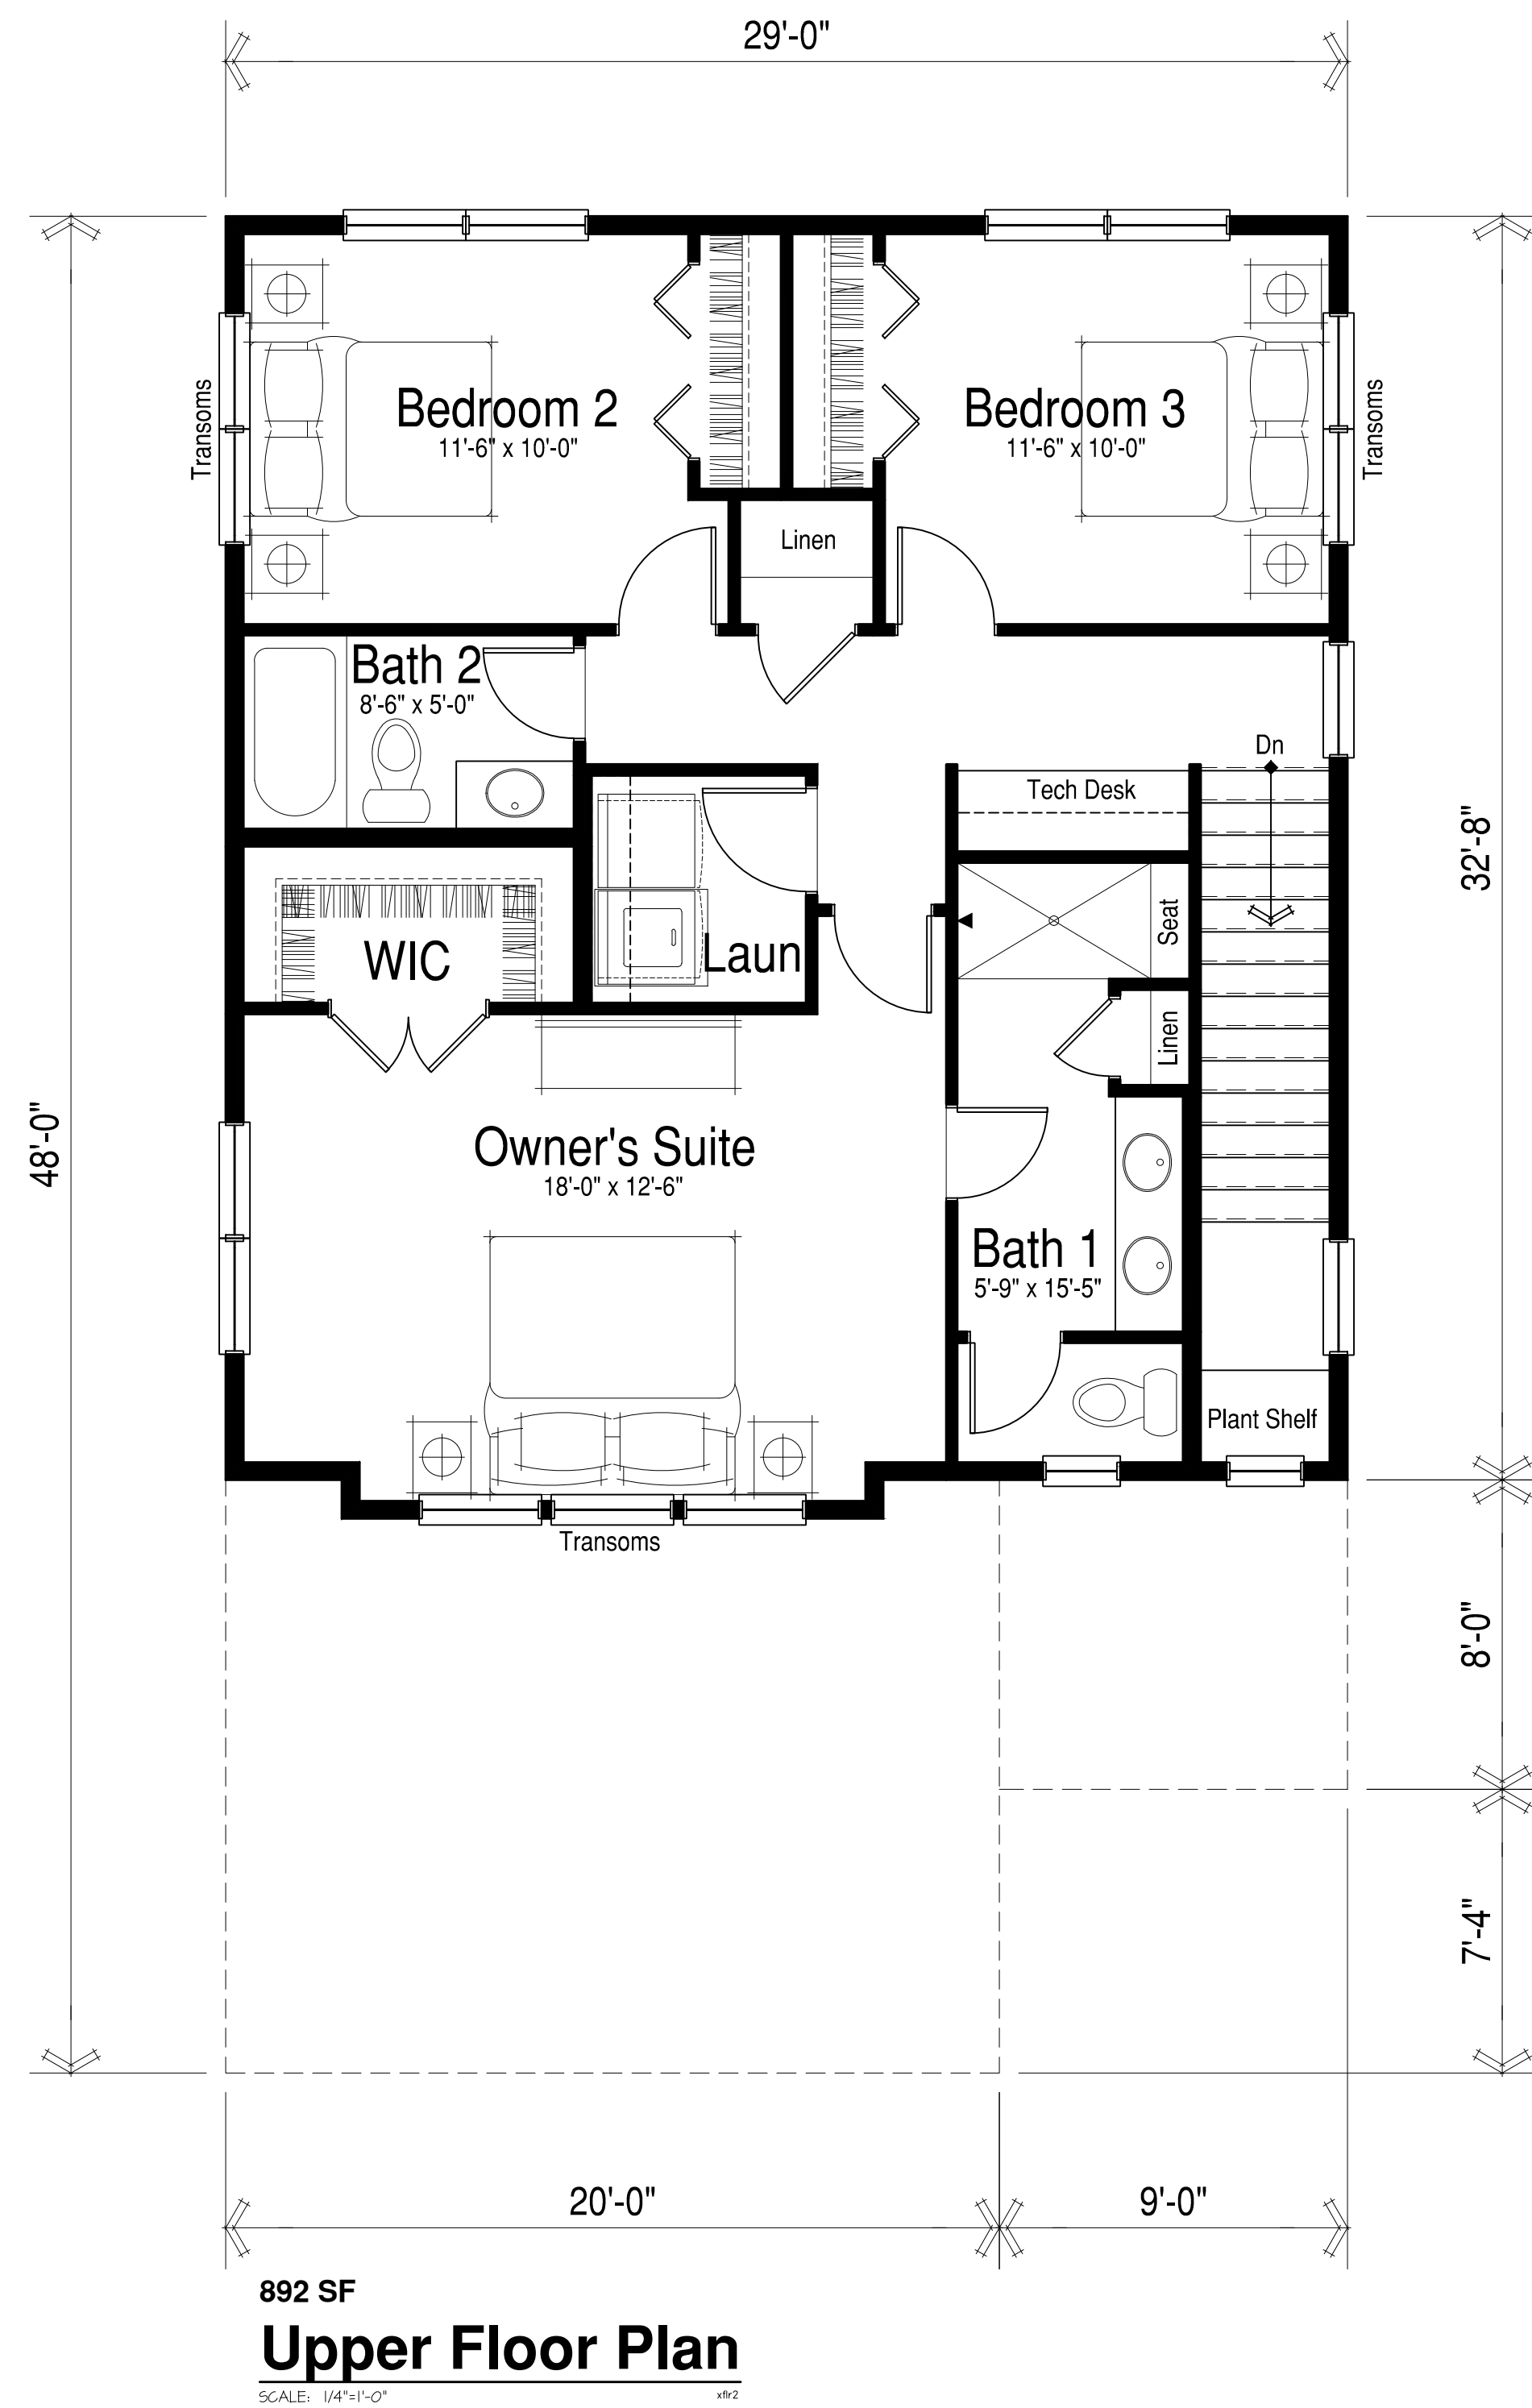 29'-0"
Transoms
Bedroom 2
11'-6" x 10'-0"
Bedroom 3
11'-6" x 10'-0"
Transoms
Linen
Bath 2
8'-6" x 5'-0"
Dn
Tech Desk
32'-8"
Seat
WIC
Laun
Linen
48'-0"
Owner's Suite
18'-0" x 12'-6"
Bath 1
5'-9" x 15'-5"
Plant Shelf
Transoms
8'-0"
7'-4"
20'-0"
9'-0"
892 SF
Upper Floor Plan
SCALE: 1/4"=1'-0"
xflr2